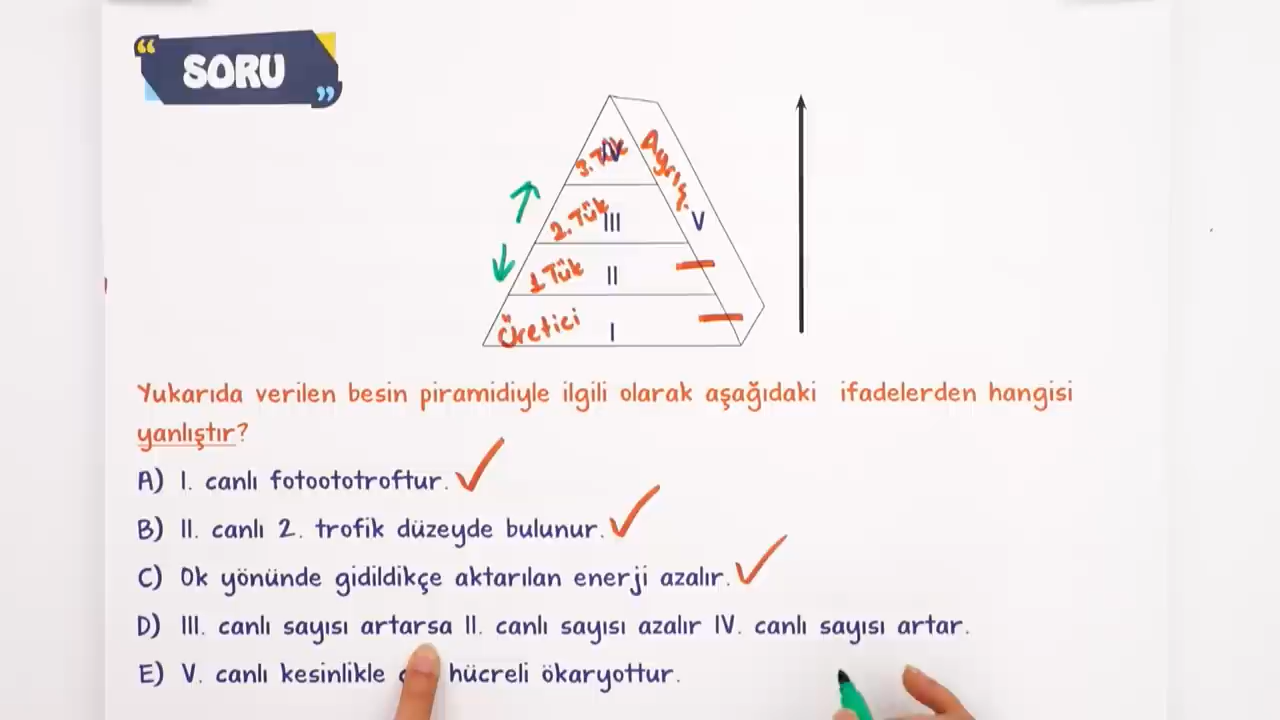 SORU
3. Tük IV
Ayrış.
2. Tük III
V
1 Tük II
Üretici I
Yukarıda verilen besin piramidiyle ilgili olarak aşağıdaki ifadelerden hangisi
yanlıştır?
A) I. canlı fotoototroftur.
B) II. canlı 2. trofik düzeyde bulunur.
C) Ok yönünde gidildikçe aktarılan enerji azalır.
D) III. canlı sayısı artarsa II. canlı sayısı azalır IV. canlı sayısı artar.
E) V. canlı kesinlikle hücreli ökaryottur.